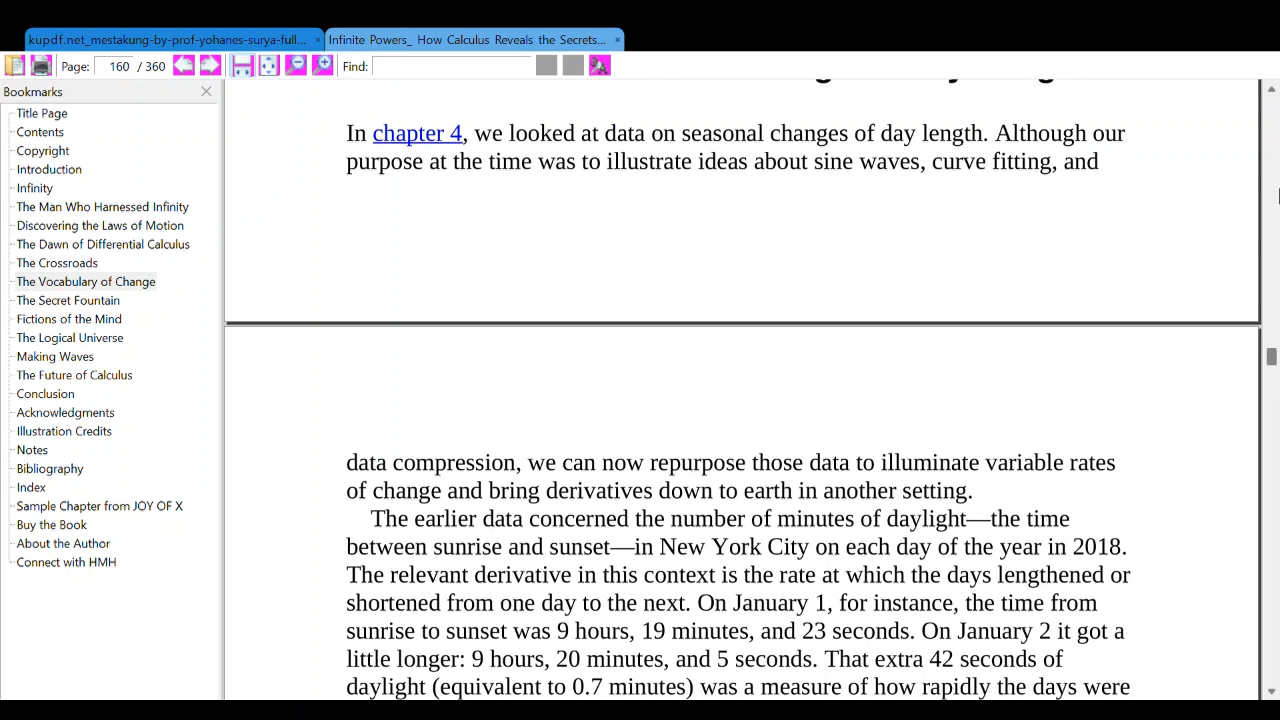 kupdf.net_mestakung-by-prof-yohanes-surya-full... ×
Infinite Powers_ How Calculus Reveals the Secrets... ×
Page: 160 / 360
Find:
Bookmarks
Title Page
Contents
Copyright
Introduction
Infinity
The Man Who Harnessed Infinity
Discovering the Laws of Motion
The Dawn of Differential Calculus
The Crossroads
The Vocabulary of Change
The Secret Fountain
Fictions of the Mind
The Logical Universe
Making Waves
The Future of Calculus
Conclusion
Acknowledgments
Illustration Credits
Notes
Bibliography
Index
Sample Chapter from JOY OF X
Buy the Book
About the Author
Connect with HMH
In chapter 4, we looked at data on seasonal changes of day length. Although our
purpose at the time was to illustrate ideas about sine waves, curve fitting, and
data compression, we can now repurpose those data to illuminate variable rates
of change and bring derivatives down to earth in another setting.
The earlier data concerned the number of minutes of daylight—the time
between sunrise and sunset—in New York City on each day of the year in 2018.
The relevant derivative in this context is the rate at which the days lengthened or
shortened from one day to the next. On January 1, for instance, the time from
sunrise to sunset was 9 hours, 19 minutes, and 23 seconds. On January 2 it got a
little longer: 9 hours, 20 minutes, and 5 seconds. That extra 42 seconds of
daylight (equivalent to 0.7 minutes) was a measure of how rapidly the days were